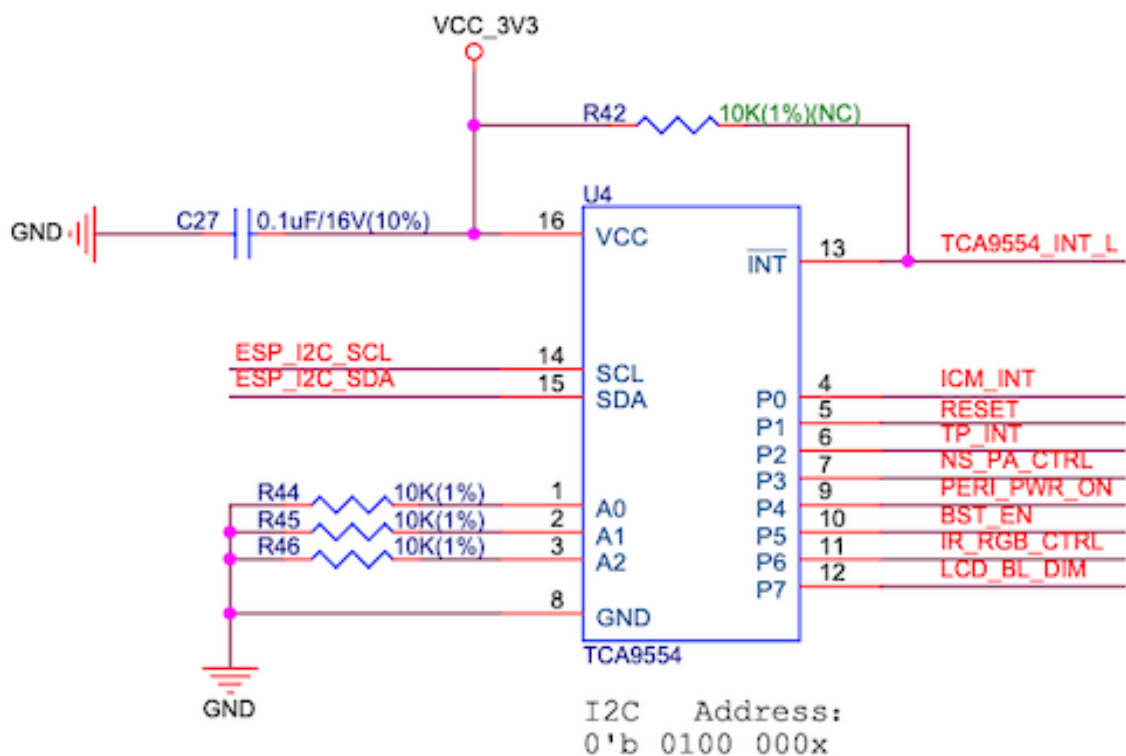 VCC_3V3
R42 10K(1%)(NC)
U4
GND C27 0.1uF/16V(10%) 16 VCC
INT 13 TCA9554_INT_L
ESP_I2C_SCL 14 SCL
ESP_I2C_SDA 15 SDA
P0 4 ICM_INT
P1 5 RESET
P2 6 TP_INT
P3 7 NS_PA_CTRL
P4 9 PERI_PWR_ON
P5 10 BST_EN
P6 11 IR_RGB_CTRL
P7 12 LCD_BL_DIM
R44 10K(1%) 1 A0
R45 10K(1%) 2 A1
R46 10K(1%) 3 A2
8 GND
TCA9554
GND
I2C Address:
0'b 0100 000x